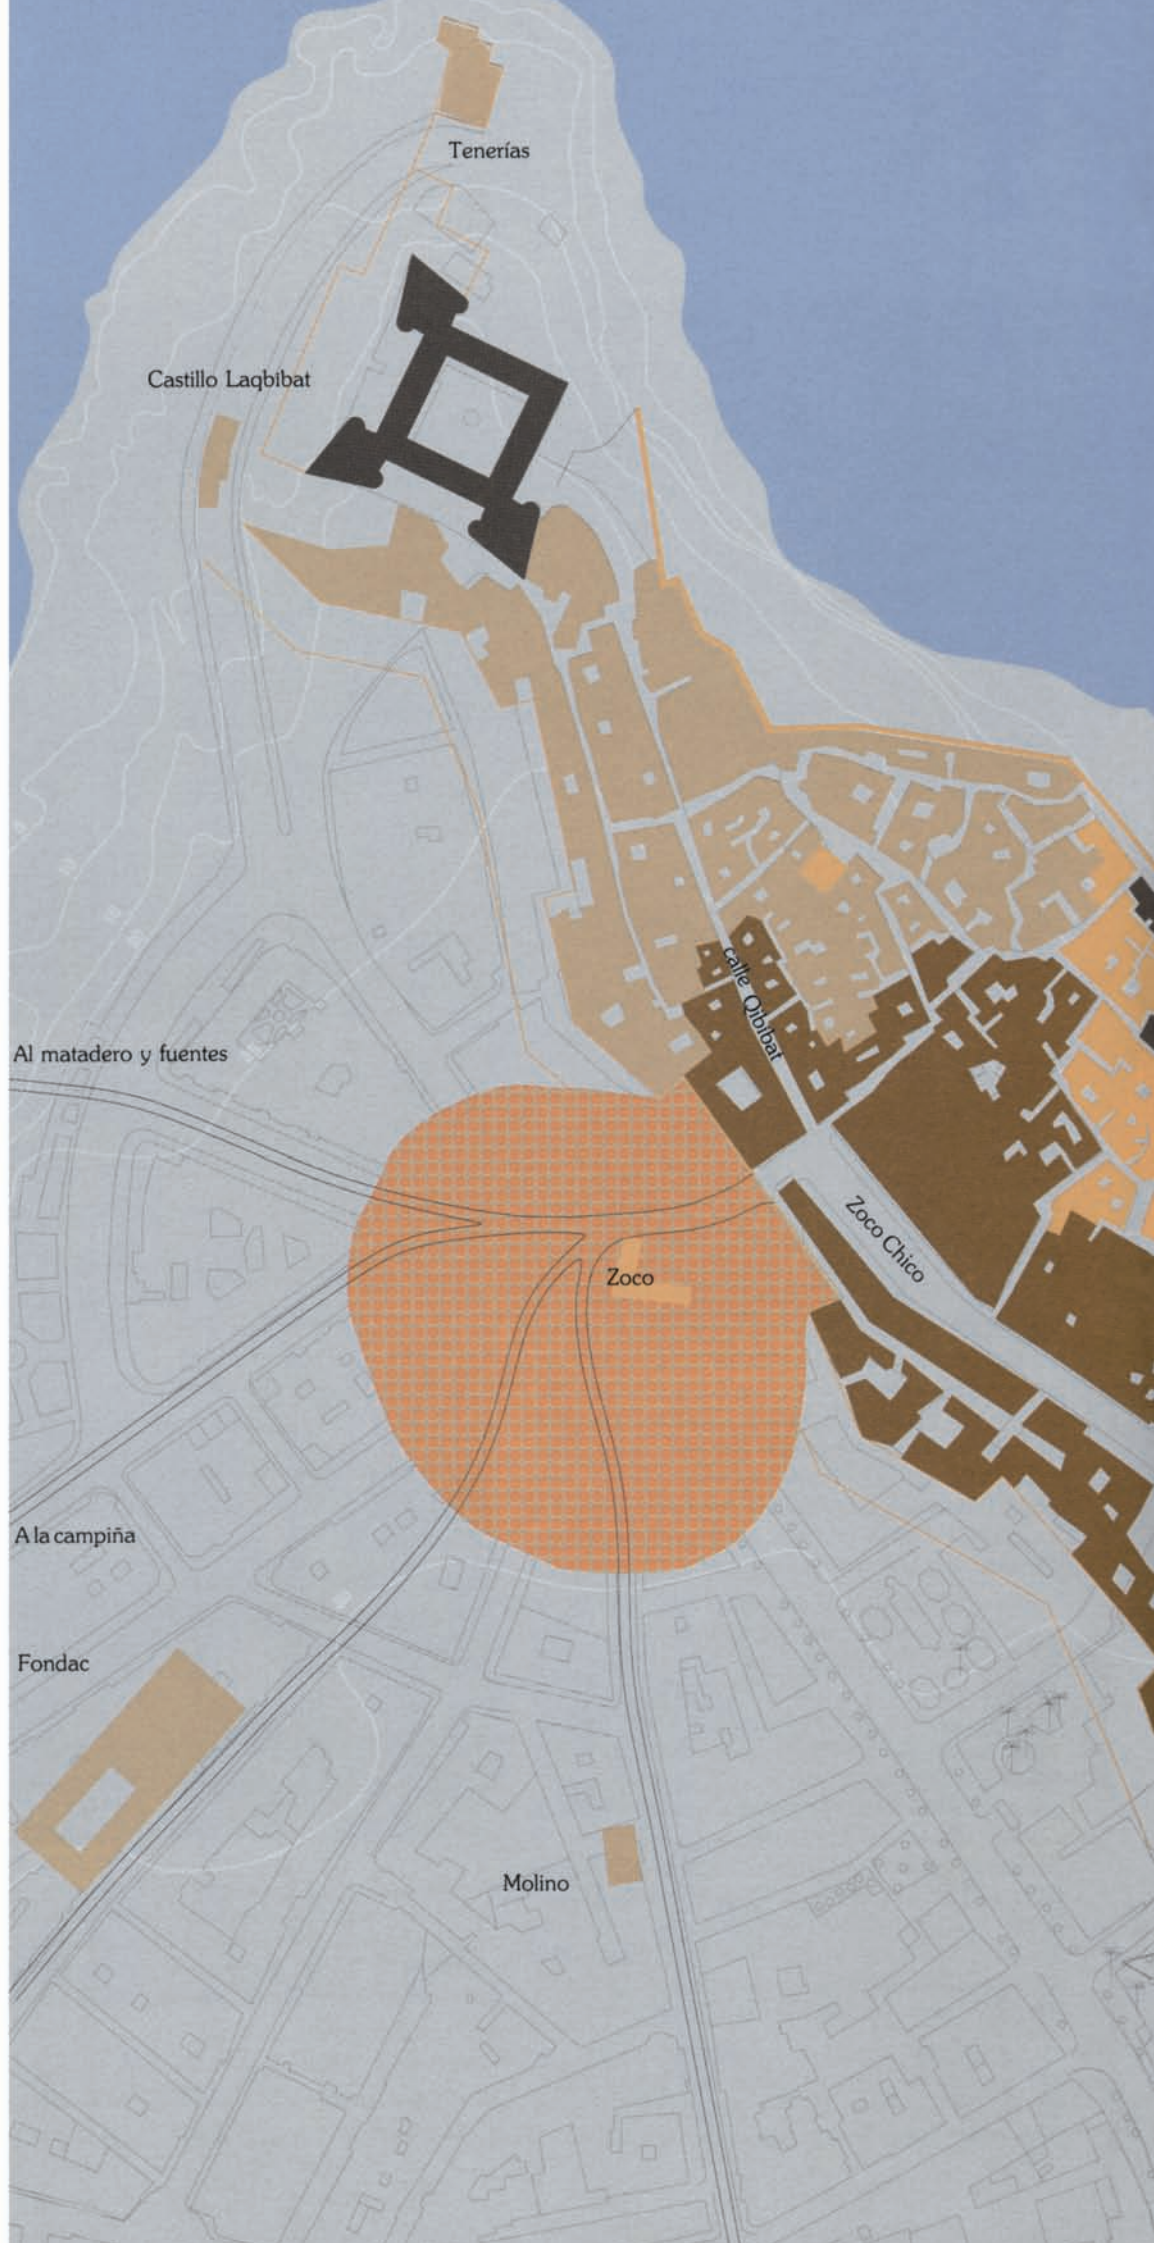 Tenerías
Castillo Laqbibat
calle Qibibat
Al matadero y fuentes
Zoco Chico
Zoco
A la campiña
Fondac
Molino